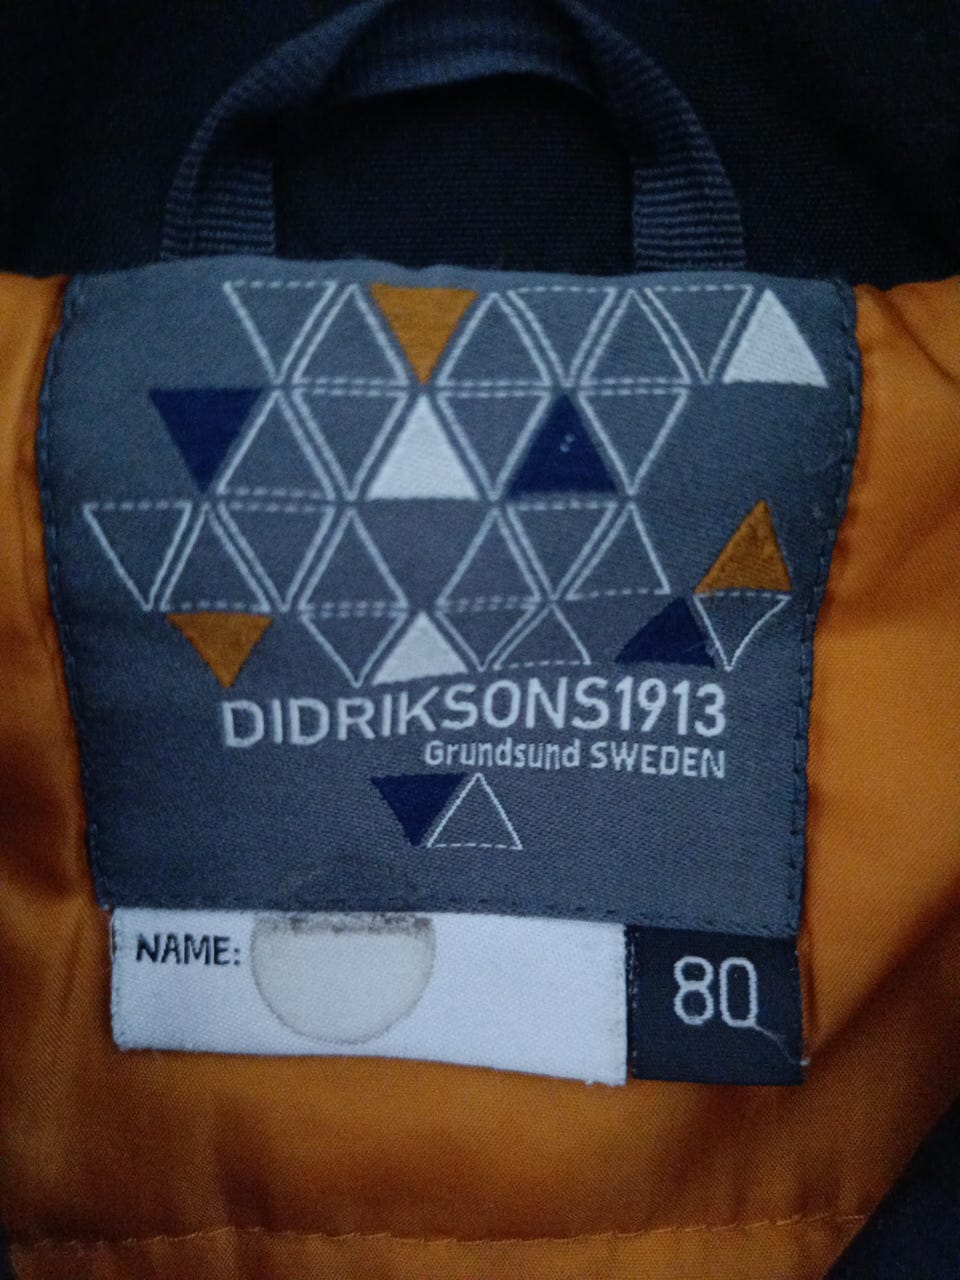 DIDRIKSONS1913
Grundsund SWEDEN
NAME:
80